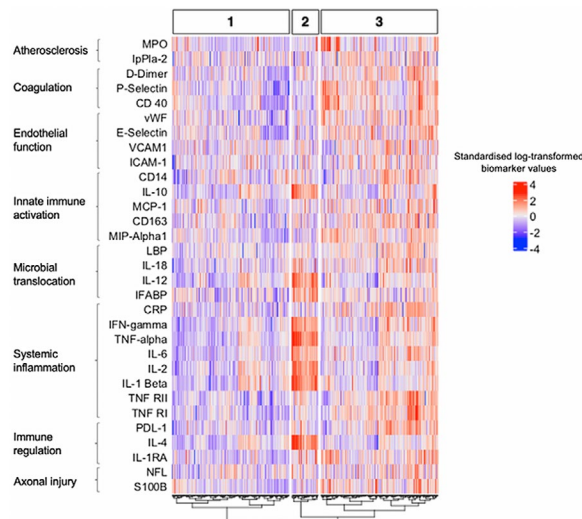 1 2 3
Atherosclerosis
MPO
IpPla-2
Coagulation
D-Dimer
P-Selectin
CD 40
Endothelial
function
vWF
E-Selectin
VCAM1
ICAM-1
Innate immune
activation
CD14
IL-10
MCP-1
CD163
MIP-Alpha1
Microbial
translocation
LBP
IL-18
IL-12
IFABP
Systemic
inflammation
CRP
IFN-gamma
TNF-alpha
IL-6
IL-2
IL-1 Beta
TNF RII
TNF RI
Immune
regulation
PDL-1
IL-4
IL-1RA
Axonal injury
NFL
S100B
Standardised log-transformed
biomarker values
4
2
0
-2
-4